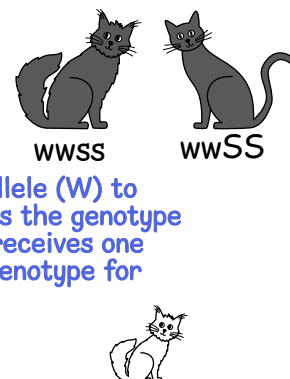 wwss
wwSS
llele (W) to
s the genotype
receives one
enotype for